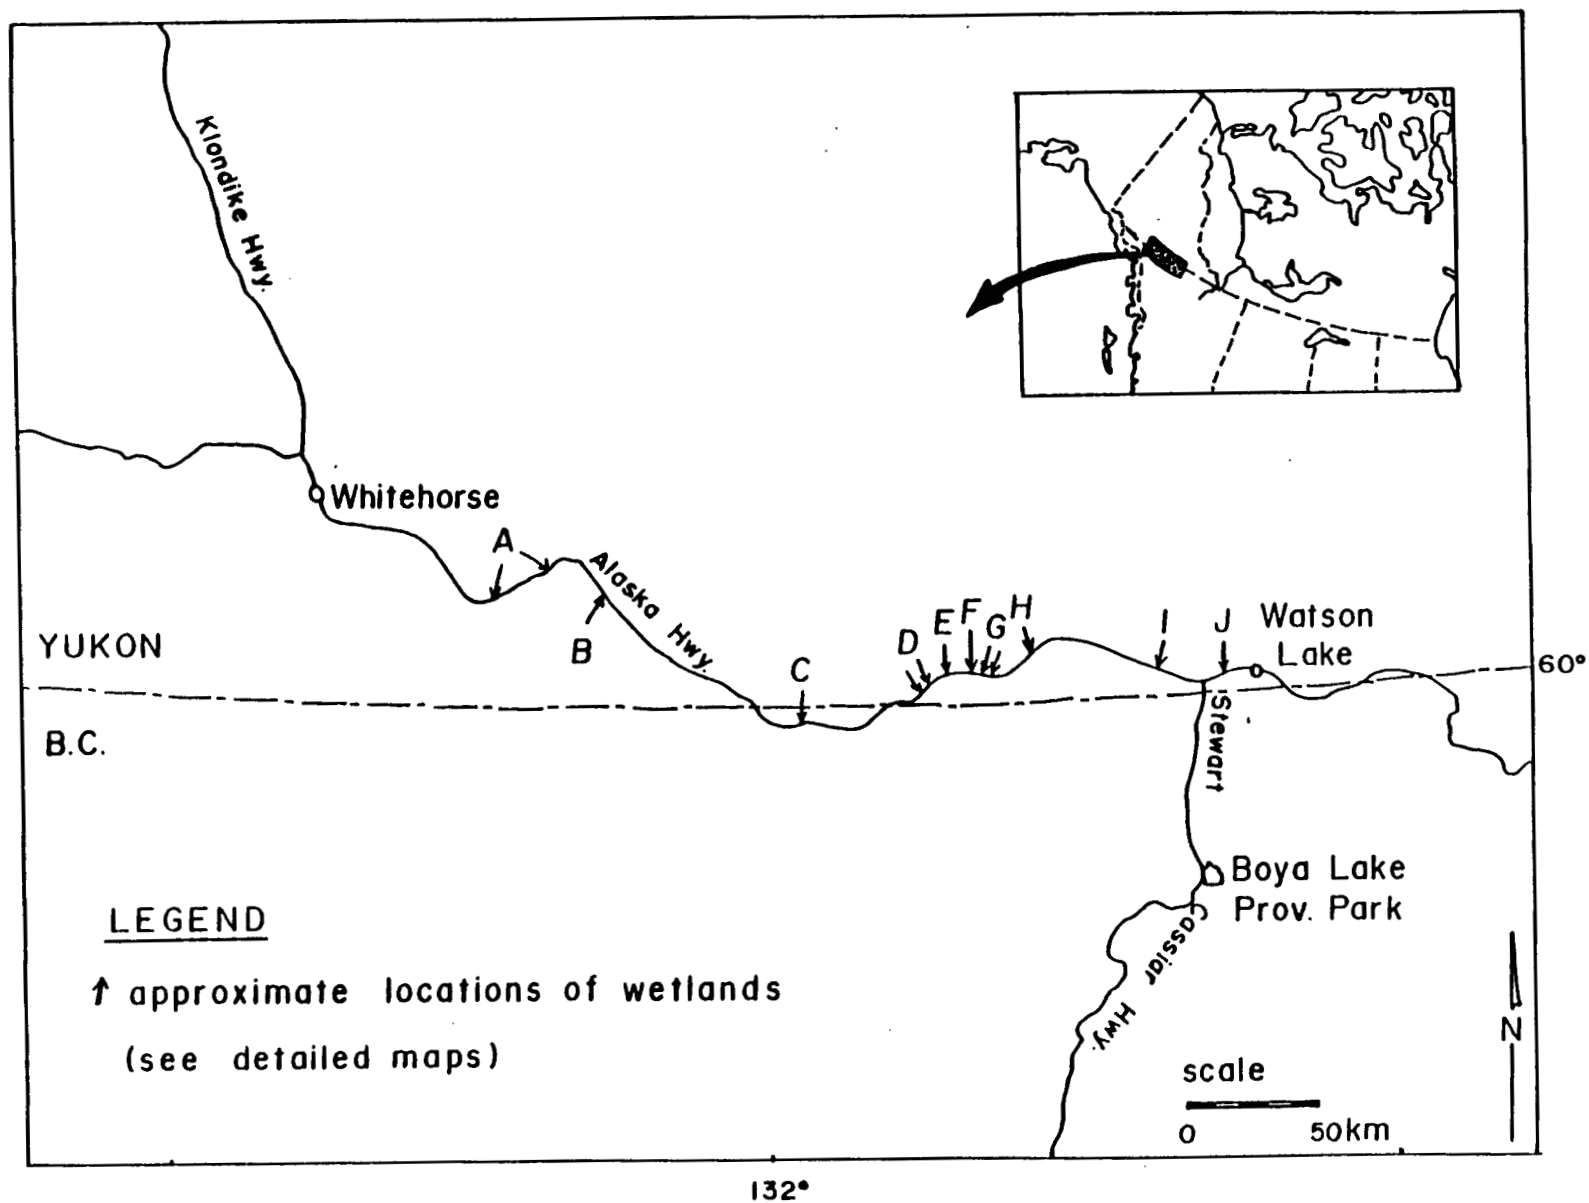 Klondike Hwy.
Whitehorse
A
Alaska Hwy.
B
C
D
E
F
G
H
I
J
Watson
Lake
YUKON
60°
B.C.
Stewart
Boya Lake
Prov. Park
Cassiar Hwy.
LEGEND
↑ approximate locations of wetlands
(see detailed maps)
N
scale
0 50km
132°